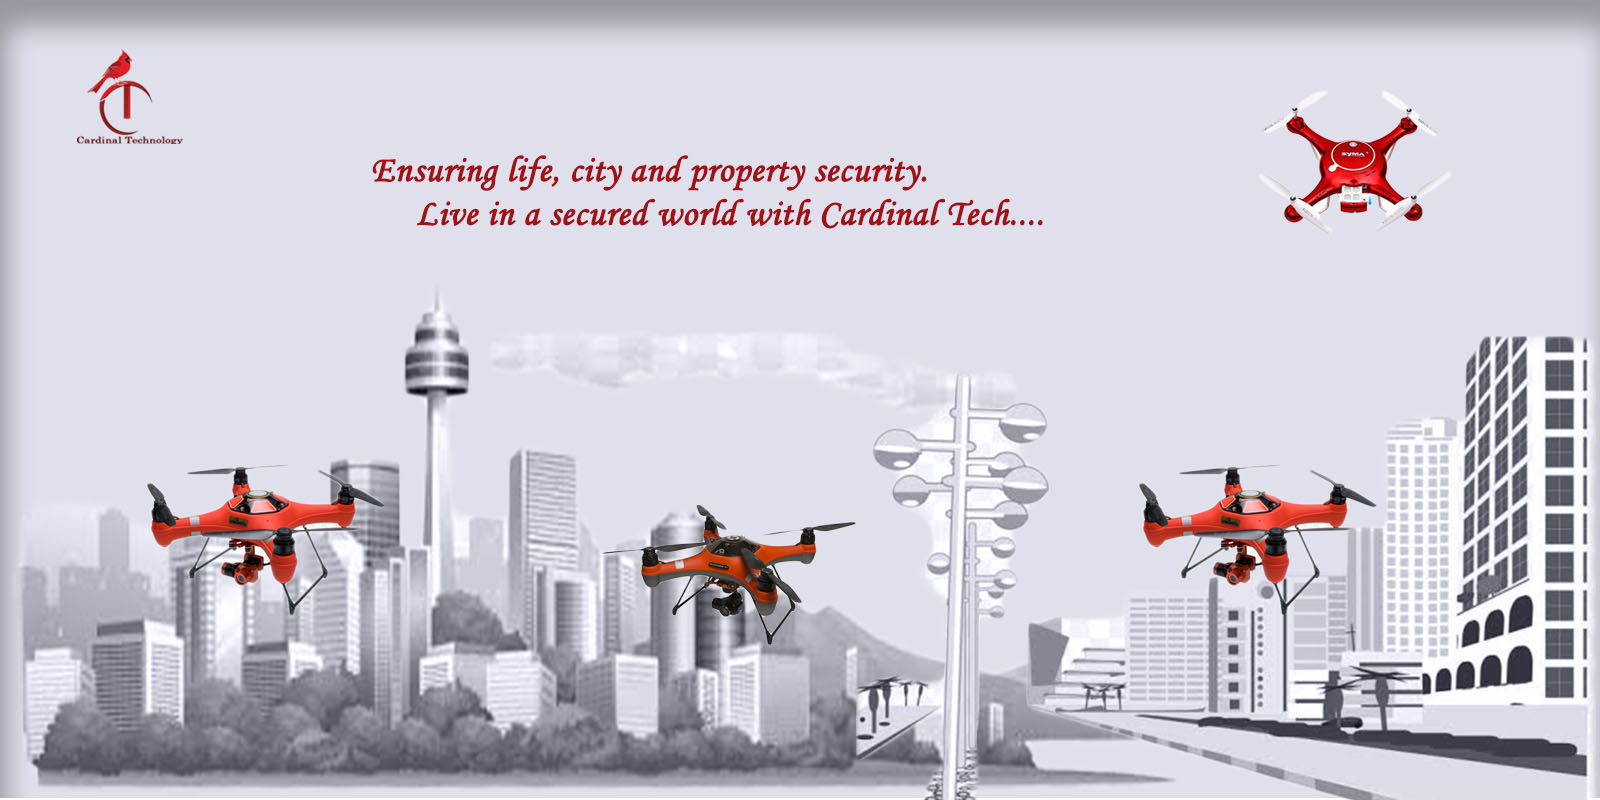 Cardinal Technology
Ensuring life, city and property security.
Live in a secured world with Cardinal Tech....
SYMA